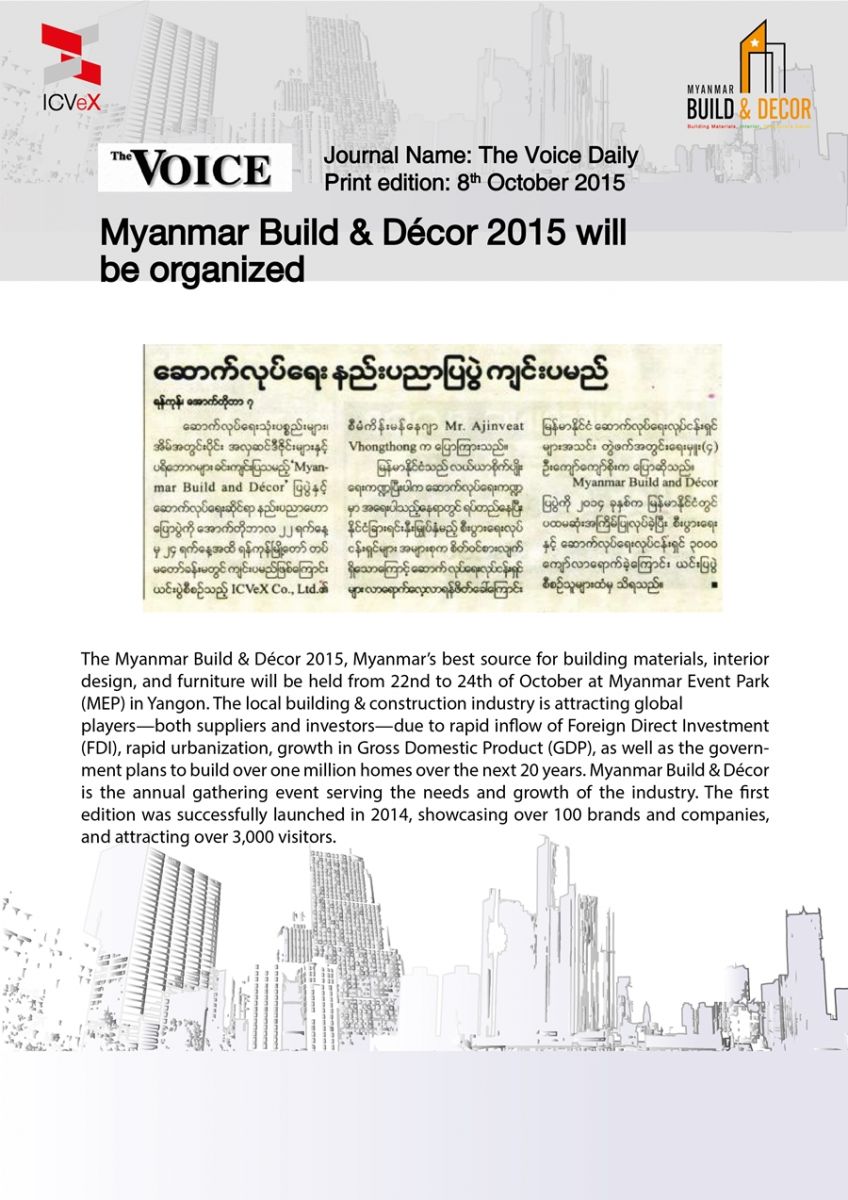 ICVeX
MYANMAR
BUILD & DECOR
The VOICE
Journal Name: The Voice Daily
Print edition: 8th October 2015
Myanmar Build & Décor 2015 will
be organized
ဆောက်လုပ်ရေး နည်းပညာပြပွဲ ကျင်းပမည်
ရန်ကုန်၊ အောက်တိုဘာ ၇
ဆောက်လုပ်ရေးသုံးပစ္စည်းများ၊
အိမ်အတွင်းပိုင်း အလှဆင်ဒီဇိုင်းများနှင့်
ပရိဘောဂများ ခင်းကျင်းပြသမည့် 'Myan-
mar Build and Décor' ပြပွဲနှင့်
ဆောက်လုပ်ရေးဆိုင်ရာ နည်းပညာဟော
ပြောပွဲကို အောက်တိုဘာလ ၂၂ ရက်နေ့
မှ ၂၄ ရက်နေ့အထိ ရန်ကုန်မြို့တော် တပ်
မတော်ခန်းမတွင် ကျင်းပမည်ဖြစ်ကြောင်း
ယင်းပွဲစီစဉ်သည့် ICVeX Co., Ltd.၏
စီမံကိန်းမန်နေဂျာ Mr. Ajinveat
Vhongthong က ပြောကြားသည်။
မြန်မာနိုင်ငံသည် လယ်ယာစိုက်ပျိုး
ရေးကဏ္ဍပြီးပါက ဆောက်လုပ်ရေးကဏ္ဍ
မှာ အရေးပါသည့်နေရာတွင် ရပ်တည်နေပြီး
နိုင်ငံခြားရင်းနှီးမြှုပ်နှံမည့် စီးပွားရေးလုပ်
ငန်းရှင်များ အများစုက စိတ်ဝင်စားလျက်
ရှိသောကြောင့် ဆောက်လုပ်ရေးလုပ်ငန်းရှင်
များ လာရောက်လေ့လာရန်ဖိတ်ခေါ်ကြောင်း
မြန်မာနိုင်ငံ ဆောက်လုပ်ရေးလုပ်ငန်းရှင်
များအသင်း တွဲဖက်အတွင်းရေးမှူး(၄)
ဦးကျော်ကျော်စိုးက ပြောဆိုသည်။
Myanmar Build and Décor
ပြပွဲကို ၂၀၁၄ ခုနှစ်က မြန်မာနိုင်ငံတွင်
ပထမဆုံးအကြိမ်ပြုလုပ်ခဲ့ပြီး စီးပွားရေး
နှင့် ဆောက်လုပ်ရေးလုပ်ငန်းရှင် ၃၀၀၀
ကျော်လာရောက်ခဲ့ကြောင်း ယင်းပြပွဲ
စီစဉ်သူများထံမှ သိရသည်။
The Myanmar Build & Décor 2015, Myanmar's best source for building materials, interior
design, and furniture will be held from 22nd to 24th of October at Myanmar Event Park
(MEP) in Yangon. The local building & construction industry is attracting global
players—both suppliers and investors—due to rapid inflow of Foreign Direct Investment
(FDI), rapid urbanization, growth in Gross Domestic Product (GDP), as well as the govern-
ment plans to build over one million homes over the next 20 years. Myanmar Build & Décor
is the annual gathering event serving the needs and growth of the industry. The first
edition was successfully launched in 2014, showcasing over 100 brands and companies,
and attracting over 3,000 visitors.